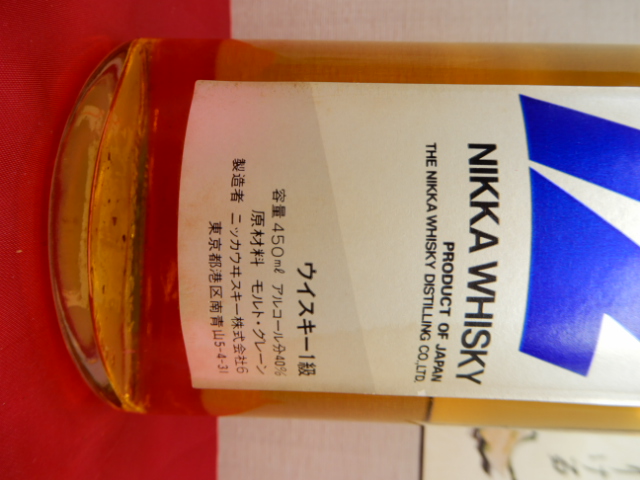 NIKKA WHISKY
PRODUCT OF JAPAN
THE NIKKA WHISKY DISTILLING CO.,LTD.
ウイスキー1級
容量450ml アルコール分40%
原材料 モルト・グレーン
製造者 ニッカウヰスキー株式会社6
東京都港区南青山5-4-31